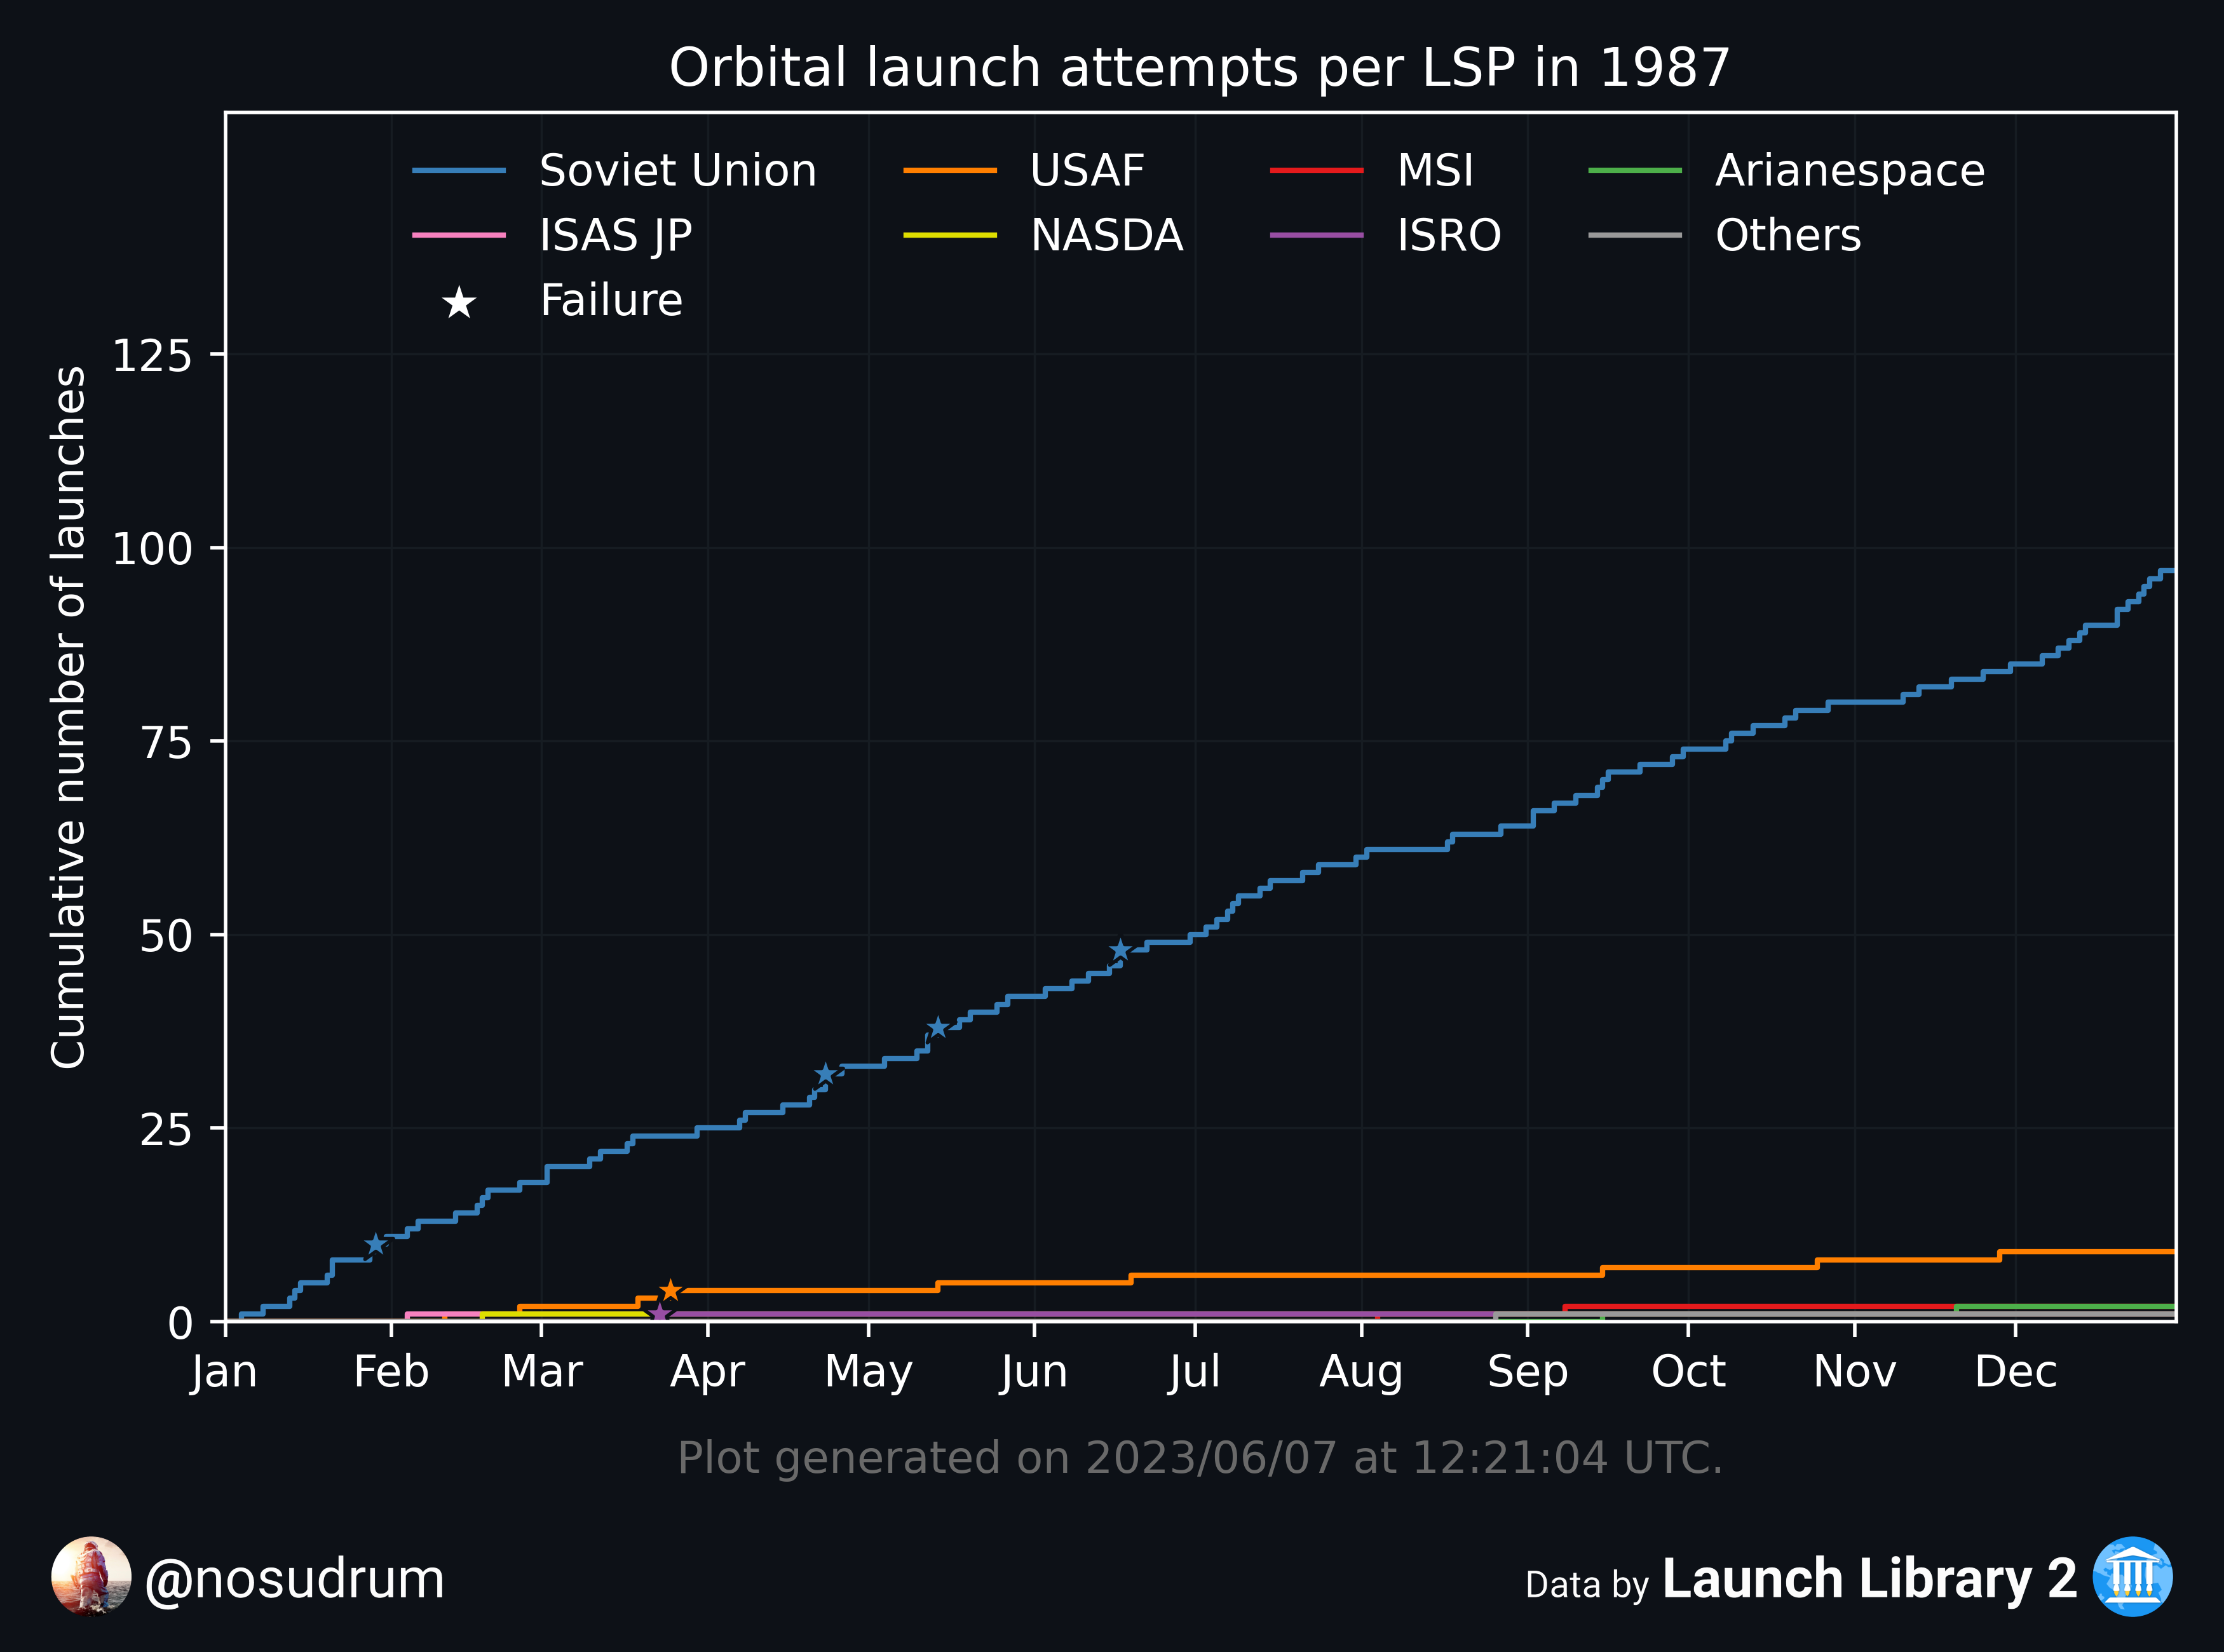 Orbital launch attempts per LSP in 1987
Soviet Union USAF MSI Arianespace
ISAS JP NASDA ISRO Others
Failure
Cumulative number of launches
125
100
75
50
25
0
Jan Feb Mar Apr May Jun Jul Aug Sep Oct Nov Dec
Plot generated on 2023/06/07 at 12:21:04 UTC.
@nosudrum
Data by Launch Library 2